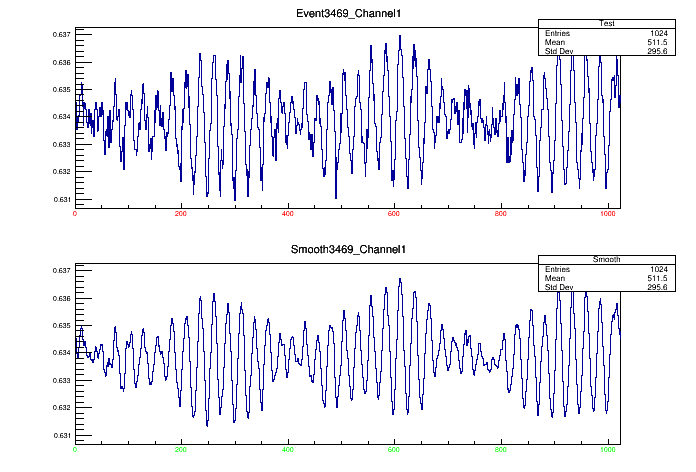 Event3469_Channel1
Test
Entries 1024
Mean 511.5
Std Dev 295.6
0.637
0.636
0.635
0.634
0.633
0.632
0.631
0 200 400 600 800 1000
Smooth3469_Channel1
Smooth
Entries 1024
Mean 511.5
Std Dev 295.6
0.637
0.636
0.635
0.634
0.633
0.632
0.631
0 200 400 600 800 1000